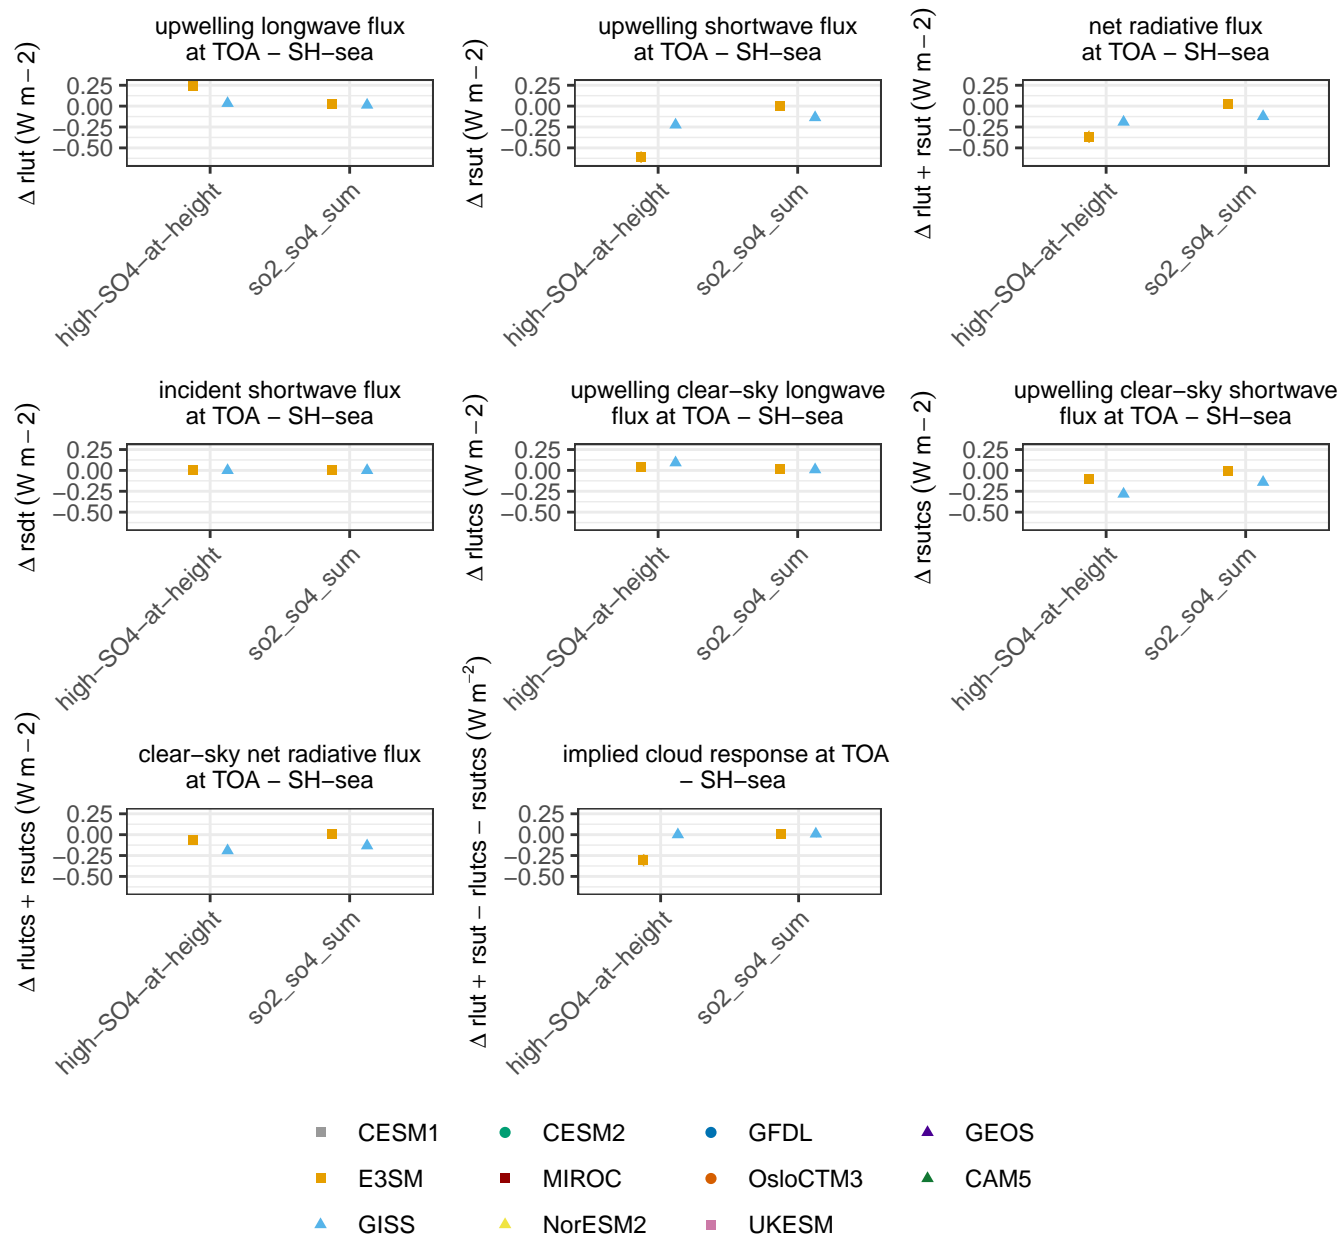 upwelling longwave flux
at TOA − SH−sea
Δ rlut (W m−2)
0.25
0.00
−0.25
−0.50
high−SO4−at−height
so2_so4_sum
upwelling shortwave flux
at TOA − SH−sea
Δ rsut (W m−2)
0.25
0.00
−0.25
−0.50
high−SO4−at−height
so2_so4_sum
net radiative flux
at TOA − SH−sea
Δ rlut + rsut (W m−2)
0.25
0.00
−0.25
−0.50
high−SO4−at−height
so2_so4_sum
incident shortwave flux
at TOA − SH−sea
Δ rsdt (W m−2)
0.25
0.00
−0.25
−0.50
high−SO4−at−height
so2_so4_sum
upwelling clear−sky longwave
flux at TOA − SH−sea
Δ rlutcs (W m−2)
0.25
0.00
−0.25
−0.50
high−SO4−at−height
so2_so4_sum
upwelling clear−sky shortwave
flux at TOA − SH−sea
Δ rsutcs (W m−2)
0.25
0.00
−0.25
−0.50
high−SO4−at−height
so2_so4_sum
clear−sky net radiative flux
at TOA − SH−sea
Δ rlutcs + rsutcs (W m−2)
0.25
0.00
−0.25
−0.50
high−SO4−at−height
so2_so4_sum
implied cloud response at TOA
− SH−sea
Δ rlut + rsut − rlutcs − rsutcs (W m⁻²)
0.25
0.00
−0.25
−0.50
high−SO4−at−height
so2_so4_sum
CESM1 CESM2 GFDL GEOS
E3SM MIROC OsloCTM3 CAM5
GISS NorESM2 UKESM